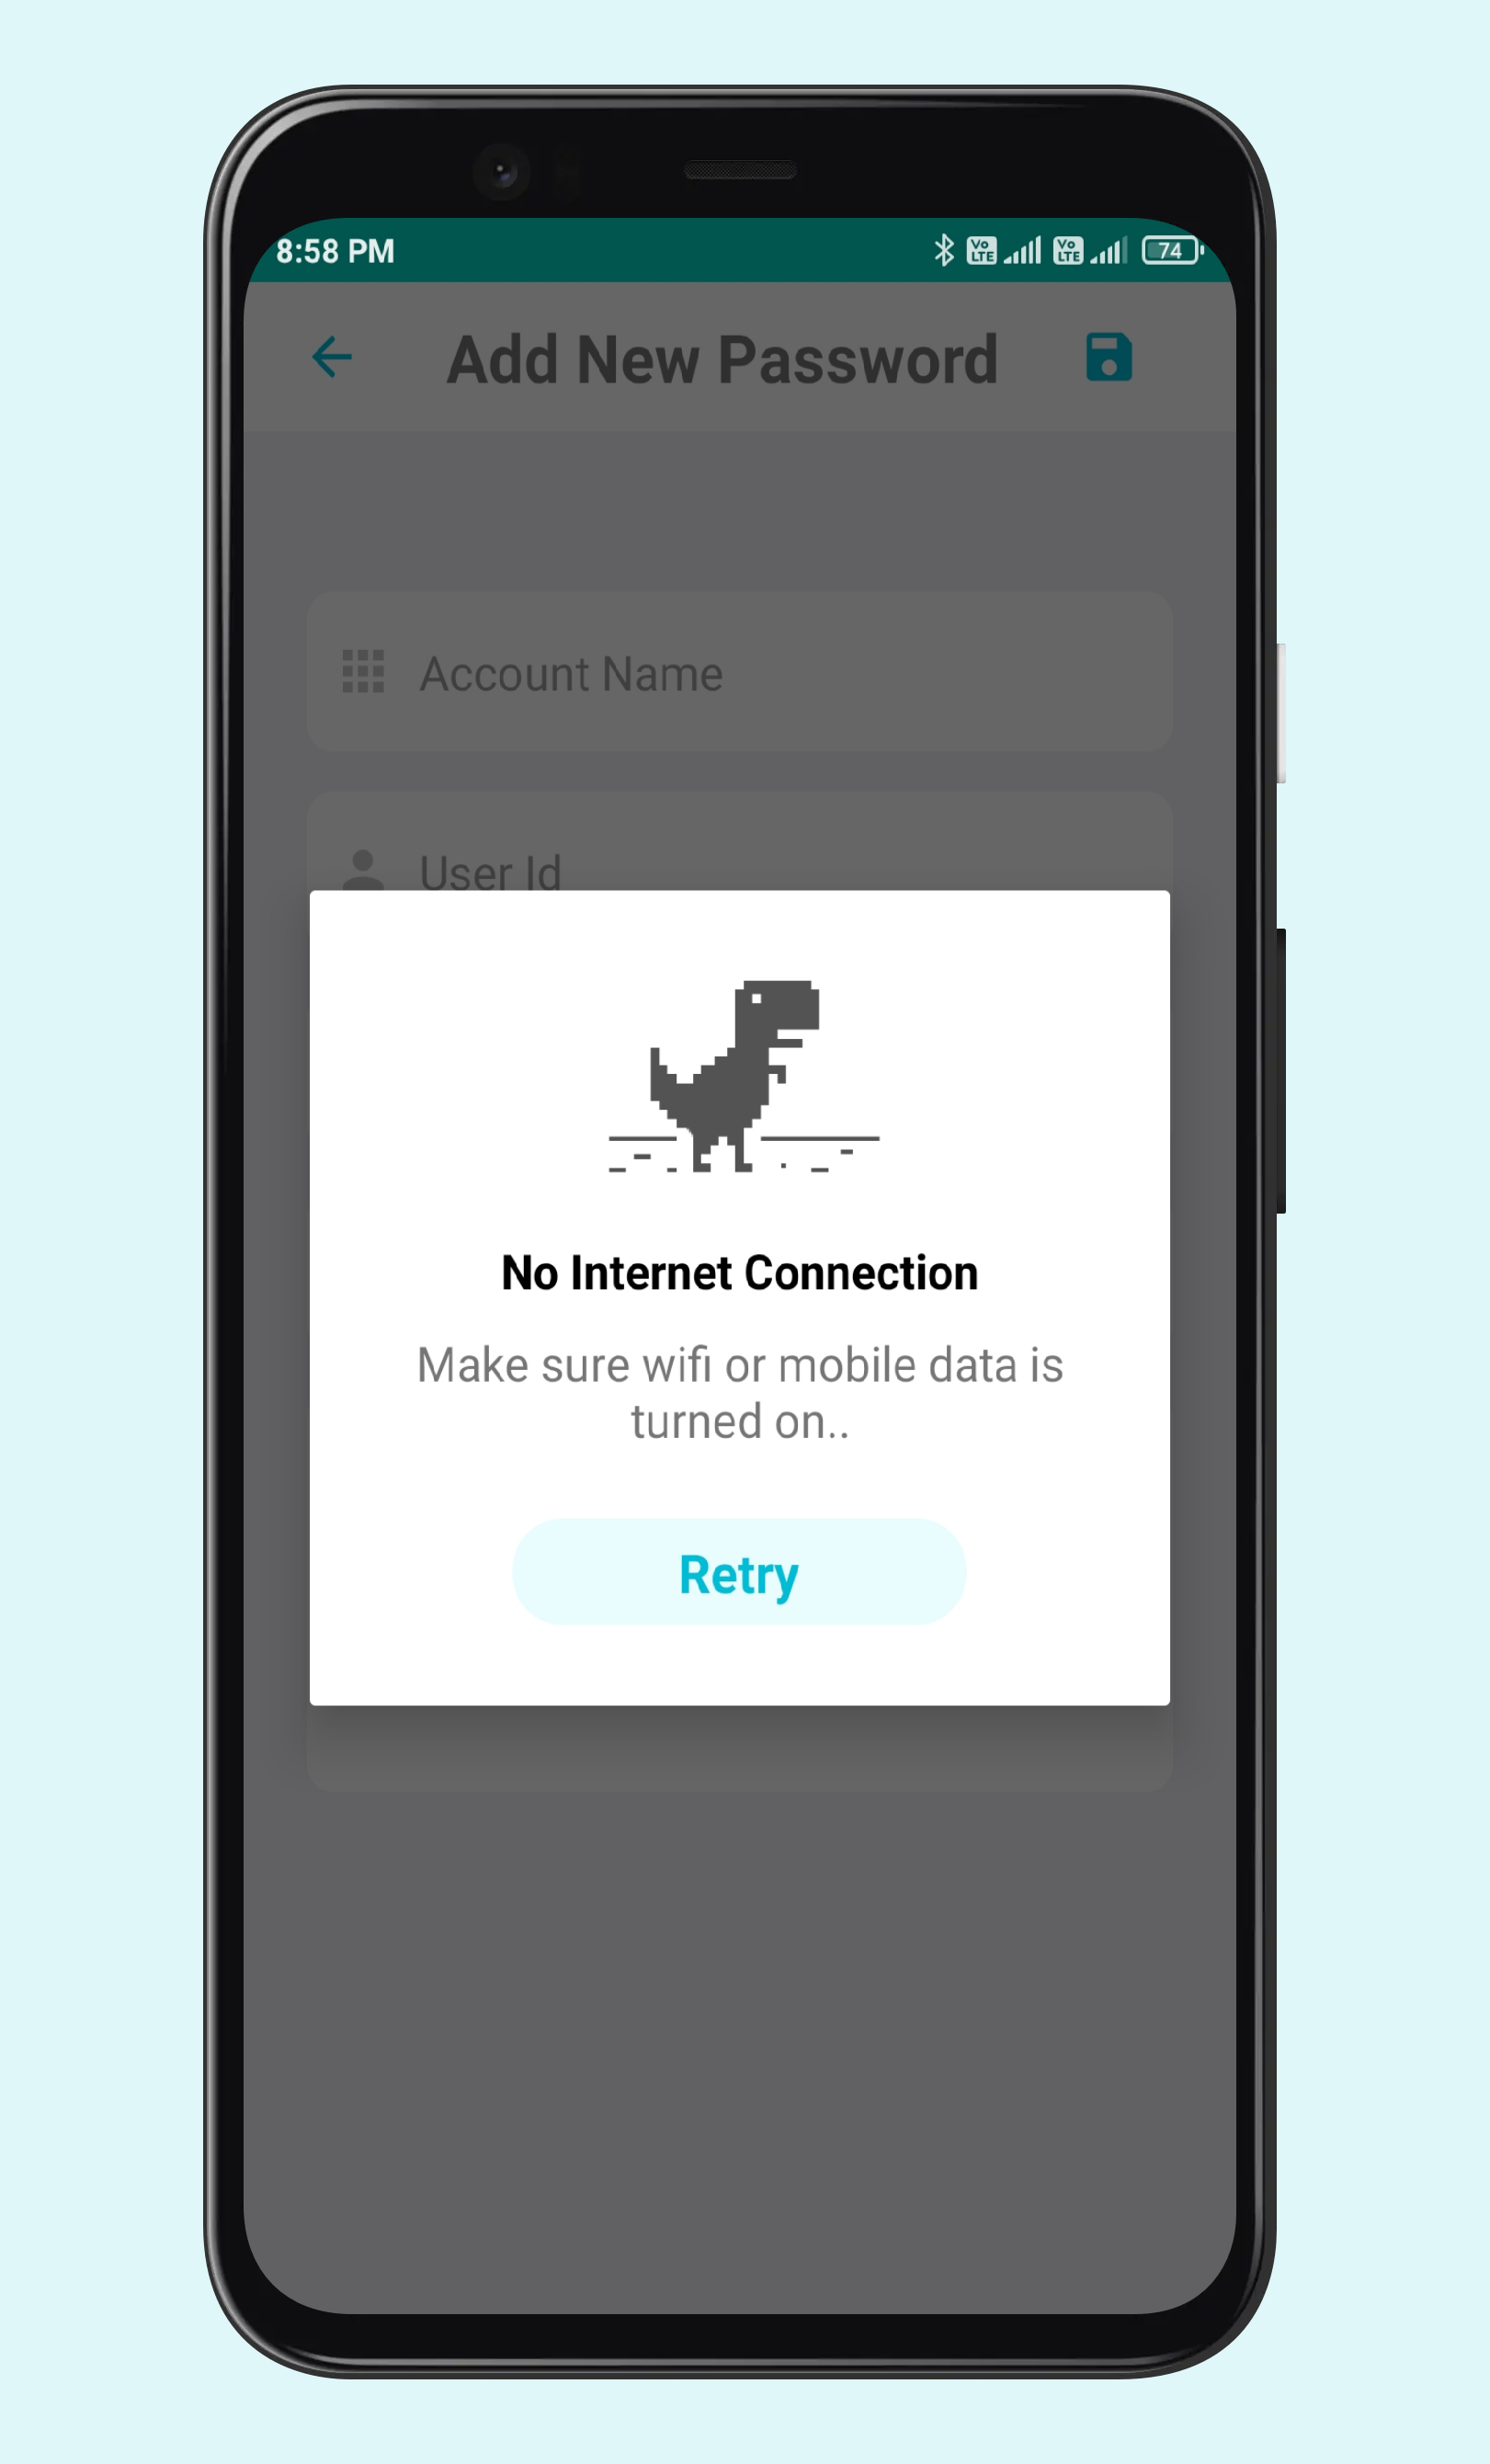 8:58 PM
Vo LTE Vo LTE 74
Add New Password
Account Name
User Id
No Internet Connection
Make sure wifi or mobile data is
turned on..
Retry